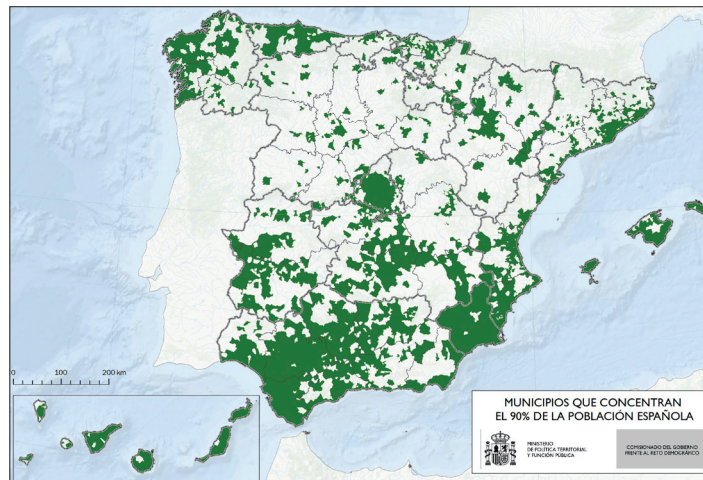 0 100 200 km
MUNICIPIOS QUE CONCENTRAN
EL 90% DE LA POBLACIÓN ESPAÑOLA
MINISTERIO
DE POLÍTICA TERRITORIAL
Y FUNCIÓN PÚBLICA
COMISIONADO DEL GOBIERNO
FRENTE AL RETO DEMOGRÁFICO